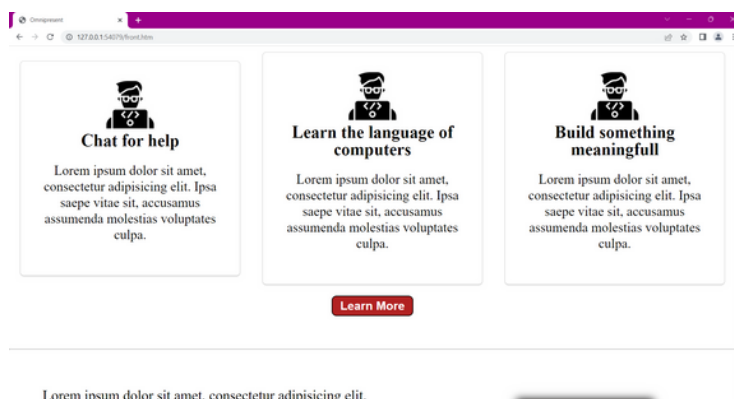 Omnipresent
127.0.0.1:54079/front.htm
Chat for help
Lorem ipsum dolor sit amet,
consectetur adipisicing elit. Ipsa
saepe vitae sit, accusamus
assumenda molestias voluptates
culpa.
Learn the language of
computers
Lorem ipsum dolor sit amet,
consectetur adipisicing elit. Ipsa
saepe vitae sit, accusamus
assumenda molestias voluptates
culpa.
Build something
meaningfull
Lorem ipsum dolor sit amet,
consectetur adipisicing elit. Ipsa
saepe vitae sit, accusamus
assumenda molestias voluptates
culpa.
Learn More
Lorem ipsum dolor sit amet, consectetur adipisicing elit.